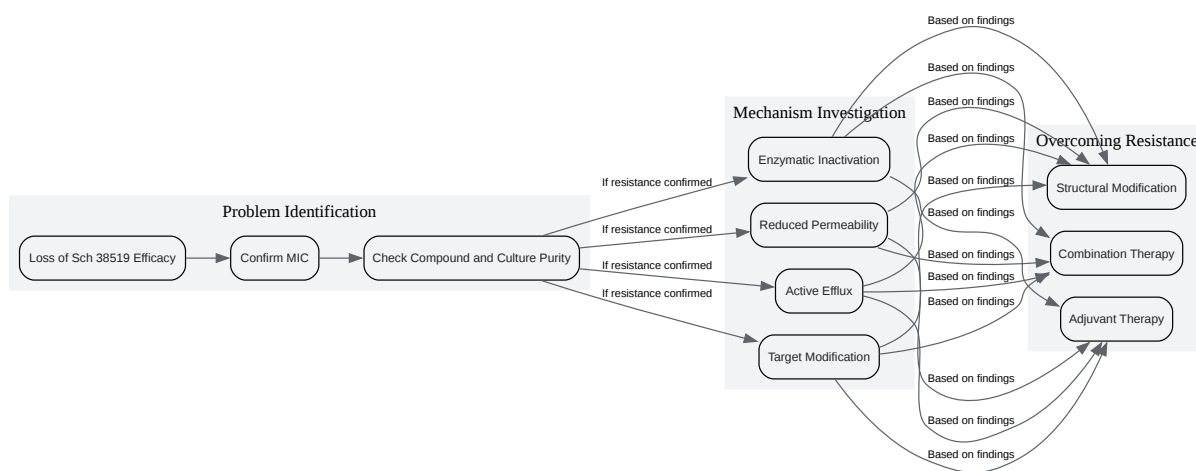 Problem Identification
Loss of Sch 38519 Efficacy
Confirm MIC
Check Compound and Culture Purity
If resistance confirmed
If resistance confirmed
If resistance confirmed
If resistance confirmed
Mechanism Investigation
Enzymatic Inactivation
Reduced Permeability
Active Efflux
Target Modification
Based on findings
Based on findings
Based on findings
Based on findings
Based on findings
Based on findings
Based on findings
Based on findings
Based on findings
Based on findings
Based on findings
Based on findings
Overcoming Resistance
Structural Modification
Combination Therapy
Adjuvant Therapy